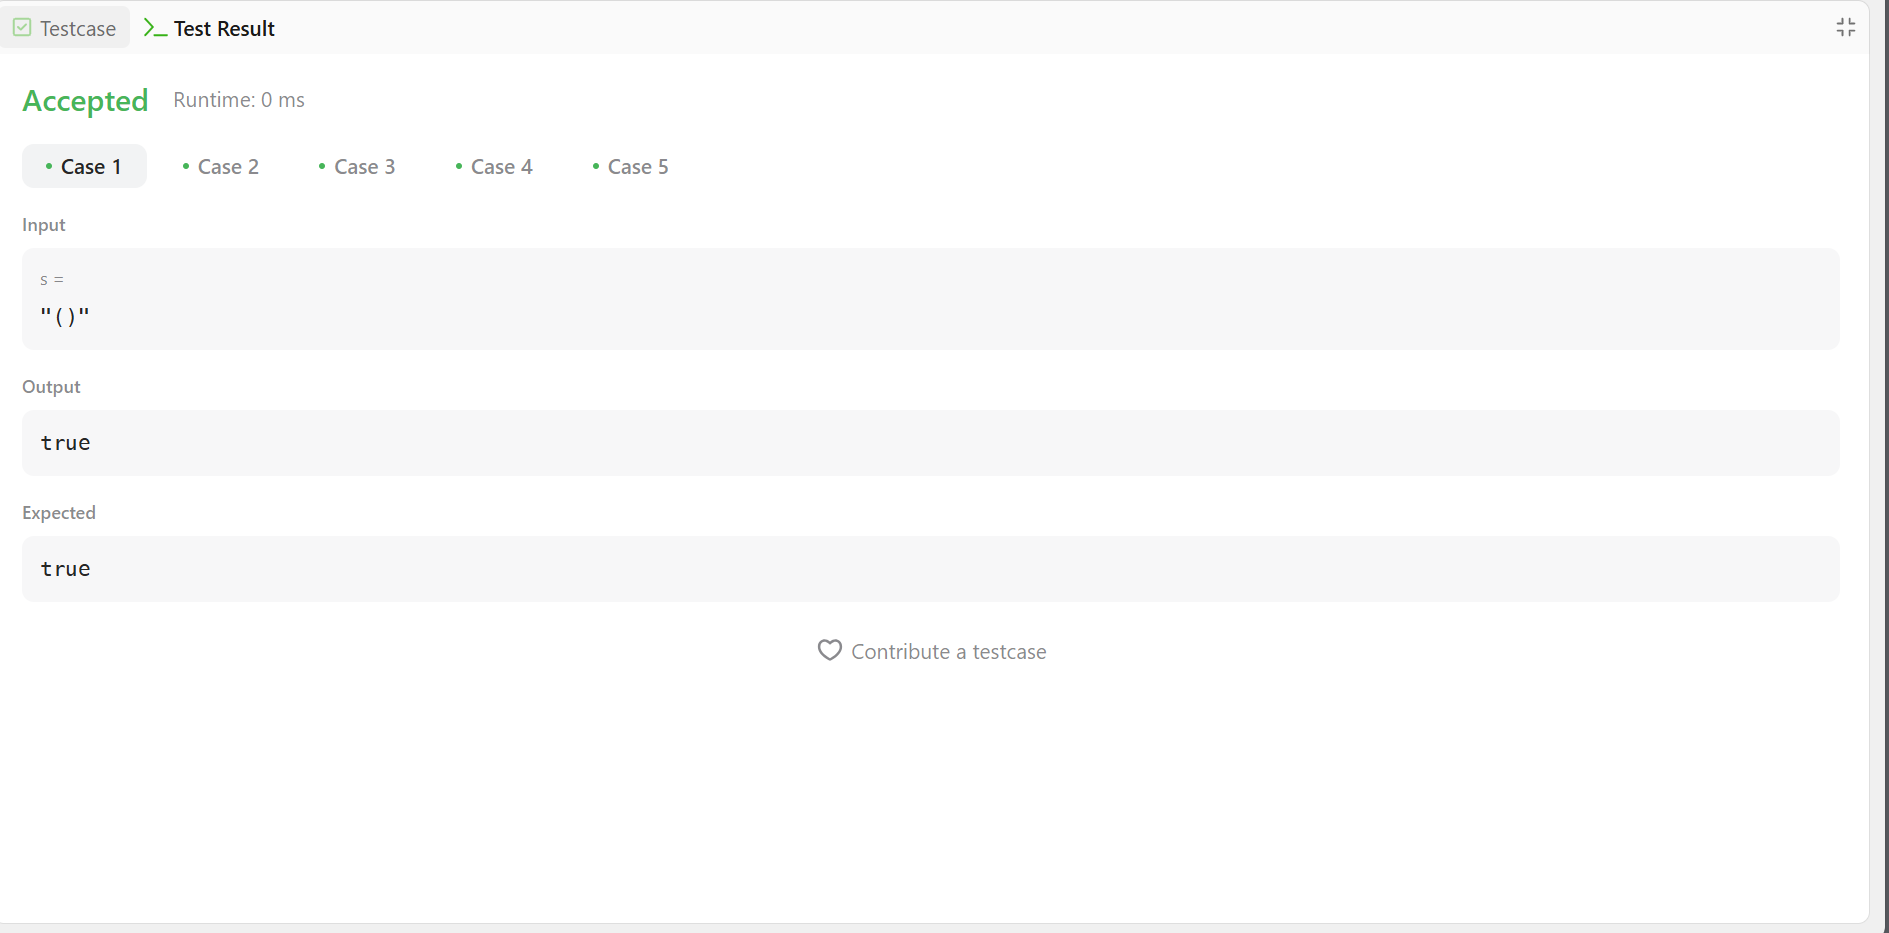 Testcase Test Result
Accepted Runtime: 0 ms
Case 1 Case 2 Case 3 Case 4 Case 5
Input
s =
"()"
Output
true
Expected
true
Contribute a testcase